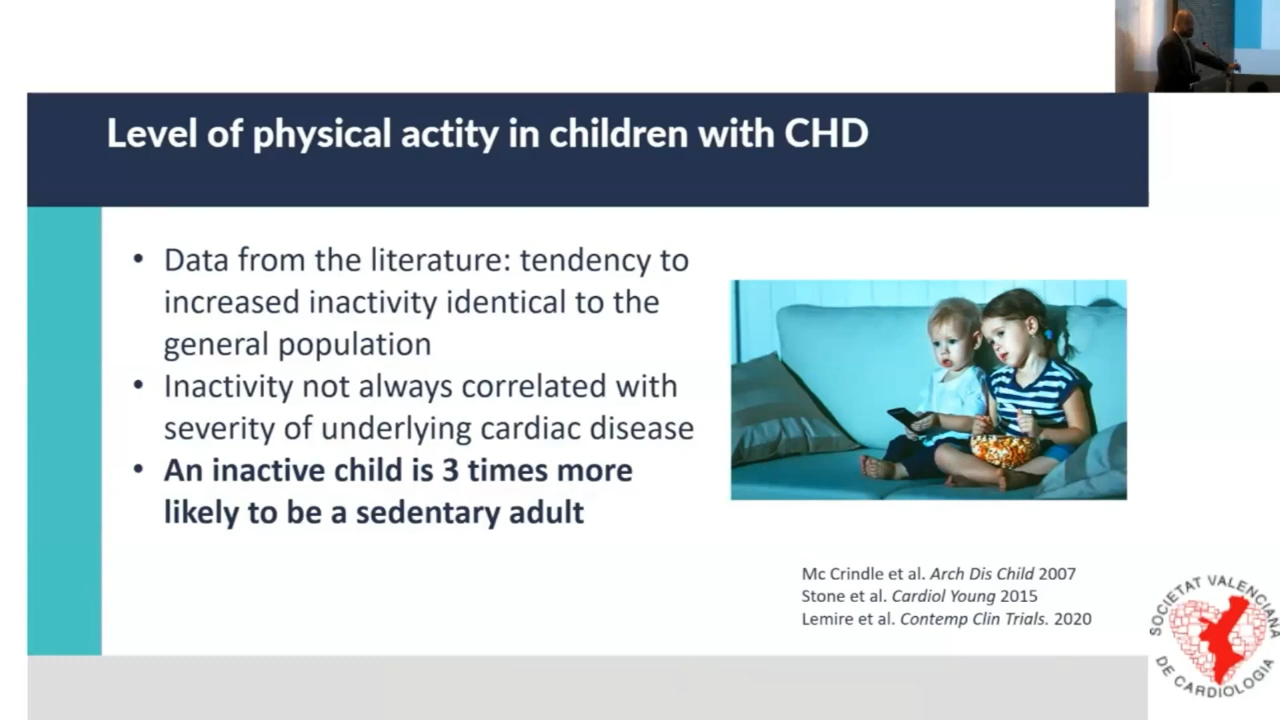 Level of physical actity in children with CHD
• Data from the literature: tendency to
increased inactivity identical to the
general population
• Inactivity not always correlated with
severity of underlying cardiac disease
• An inactive child is 3 times more
likely to be a sedentary adult
Mc Crindle et al. Arch Dis Child 2007
Stone et al. Cardiol Young 2015
Lemire et al. Contemp Clin Trials. 2020
SOCIETAT VALENCIANA
DE CARDIOLOGIA